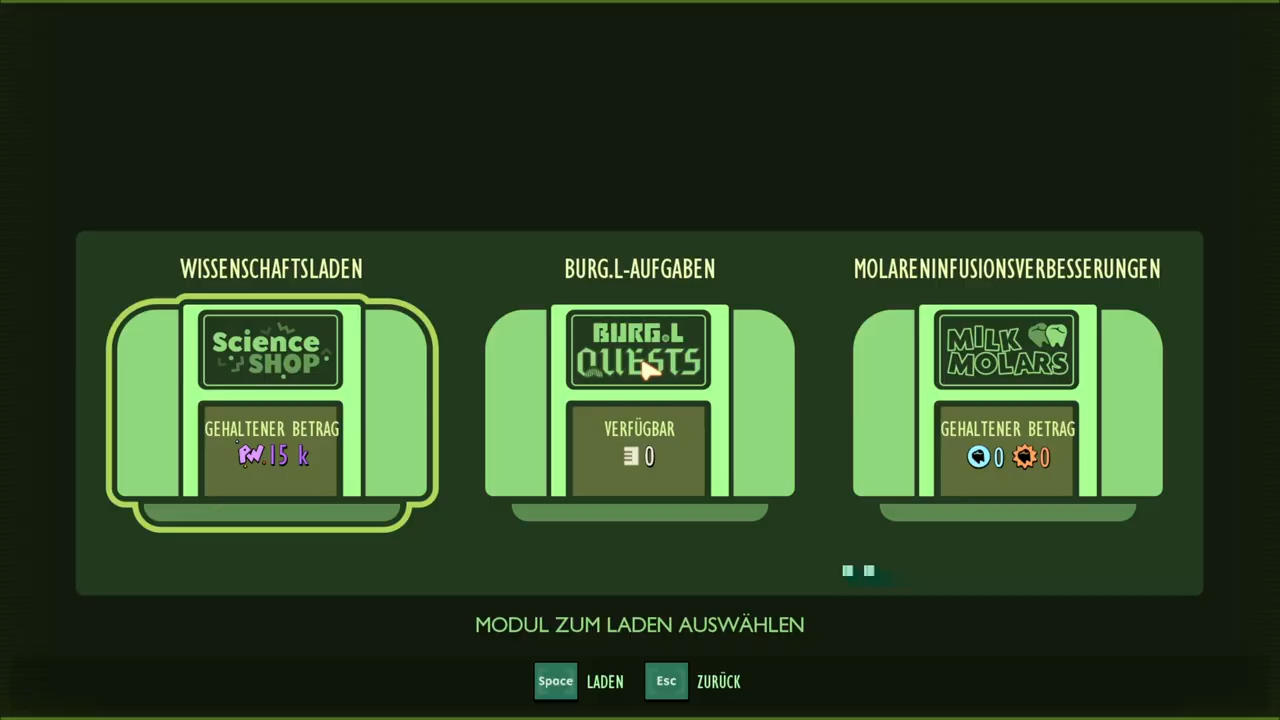 WISSENSCHAFTSLADEN
BURG.L-AUFGABEN
MOLARENINFUSIONSVERBESSERUNGEN
Science
SHOP
BURG.L
QUESTS
MILK
MOLARS
GEHALTENER BETRAG
15 k
VERFÜGBAR
0
GEHALTENER BETRAG
0 0
MODUL ZUM LADEN AUSWÄHLEN
Space LADEN Esc ZURÜCK